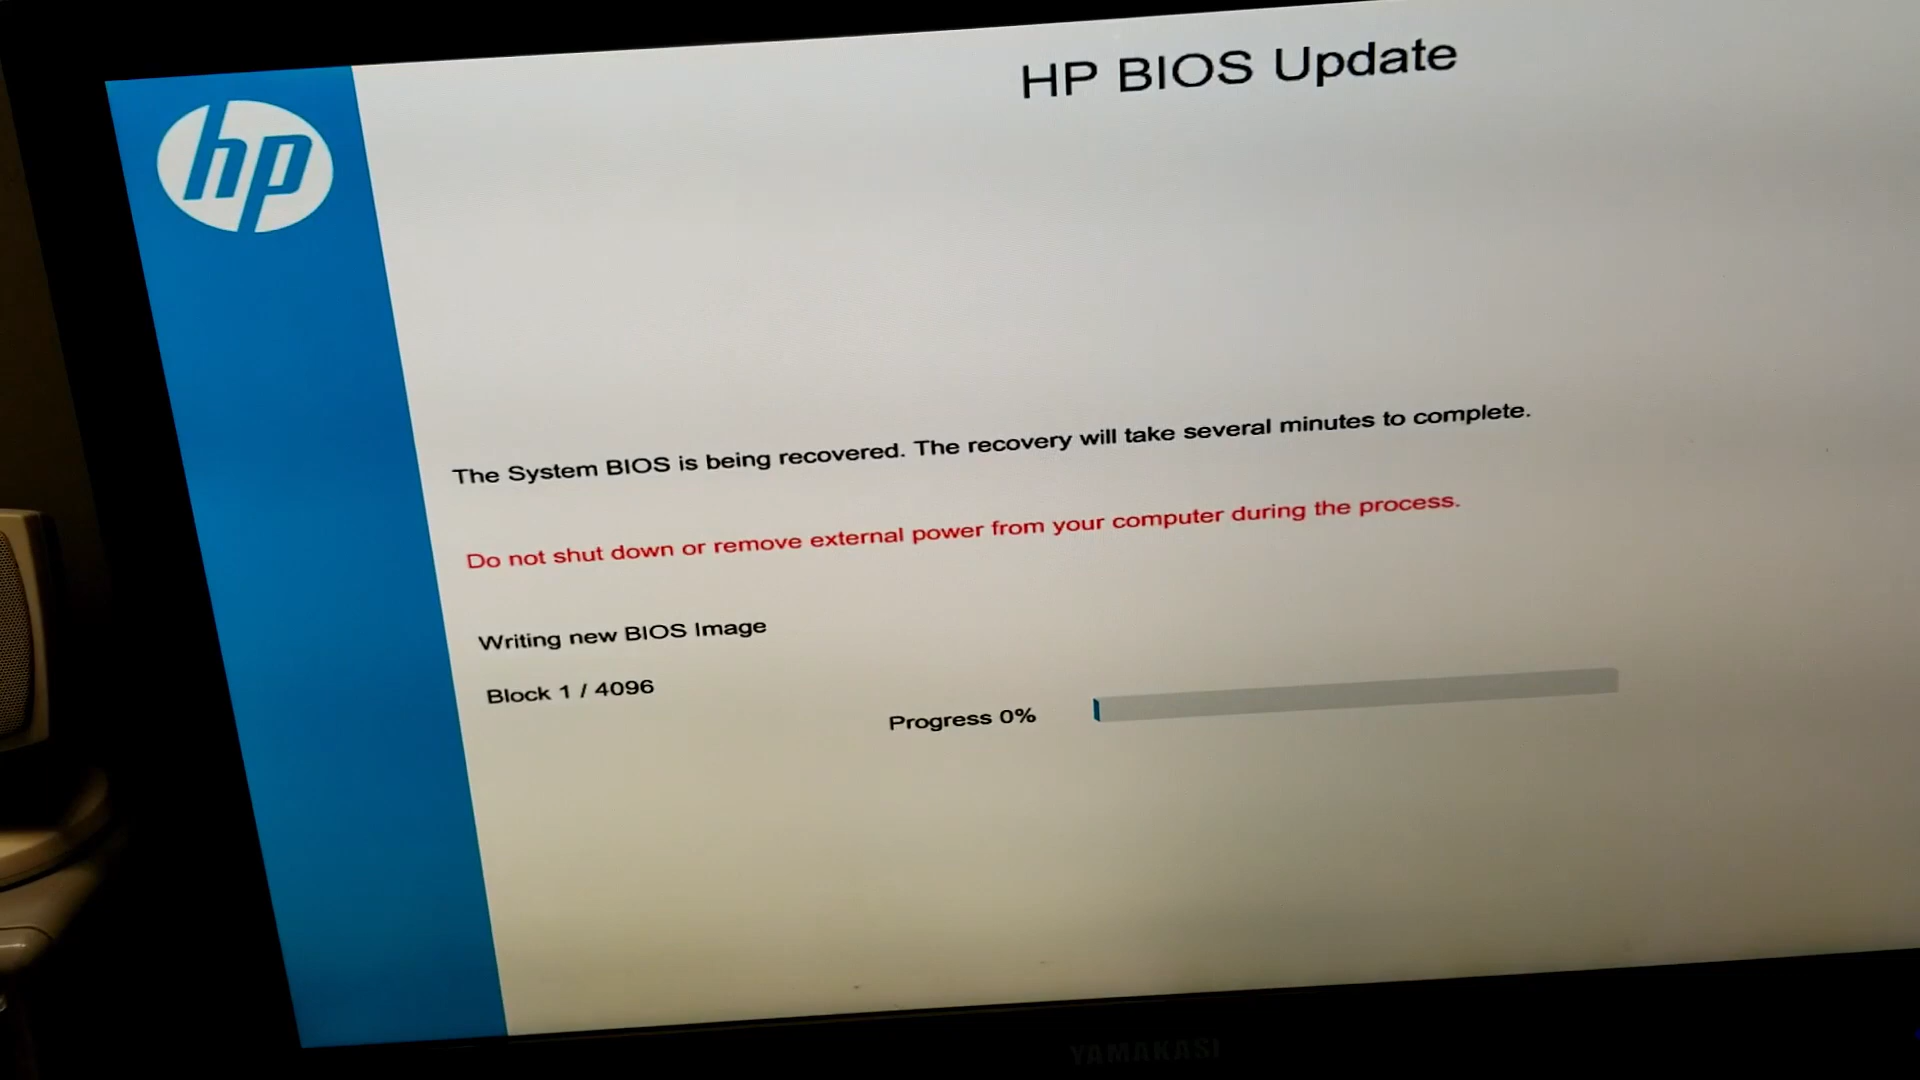 HP BIOS Update
hp
The System BIOS is being recovered. The recovery will take several minutes to complete.
Do not shut down or remove external power from your computer during the process.
Writing new BIOS Image
Block 1 / 4096
Progress 0%
YAMAKASI